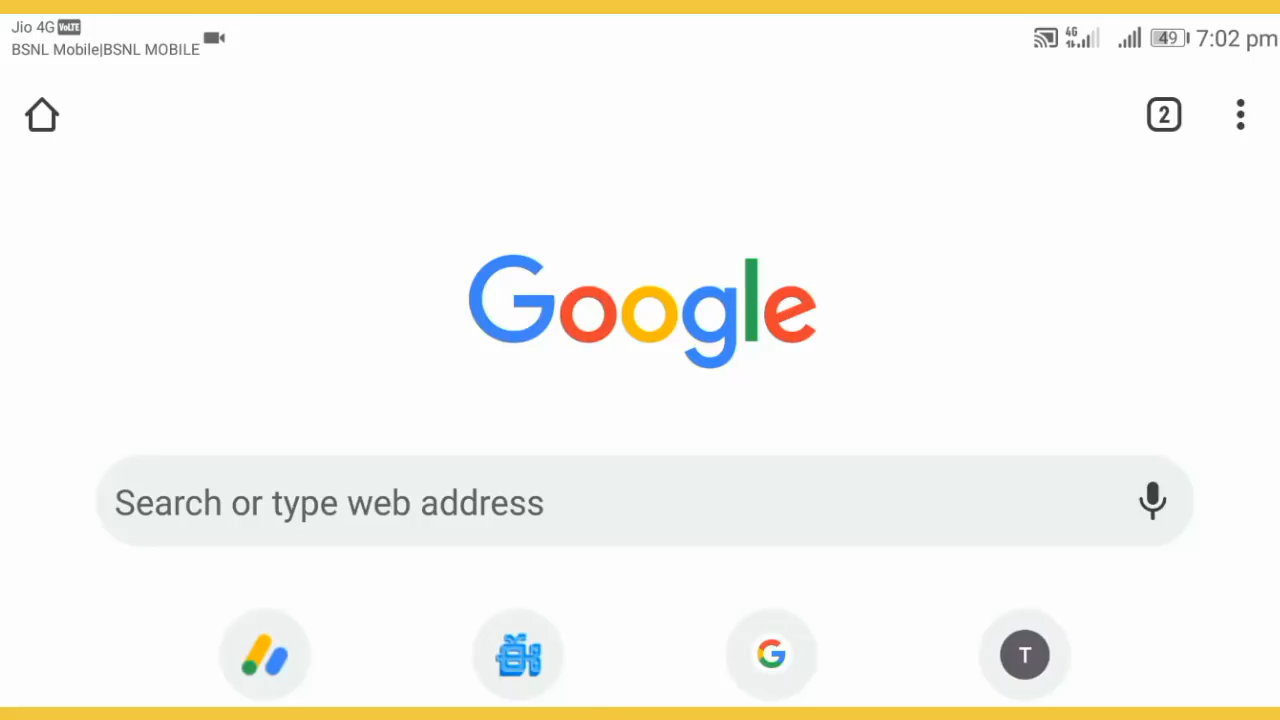 Jio 4G VoLTE
BSNL Mobile|BSNL MOBILE
4G 49 7:02 pm
2
Google
Search or type web address
G
T